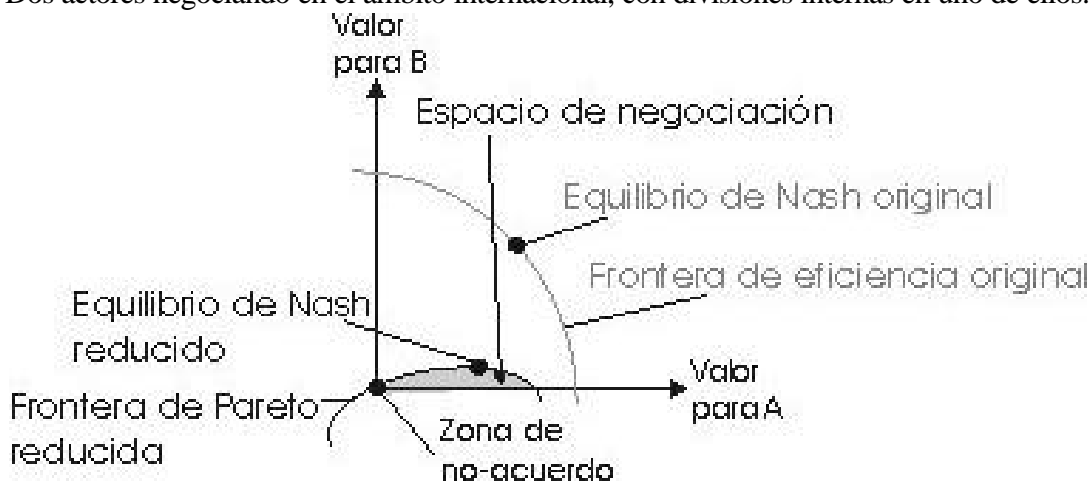 Dos actores negociando en el ámbito internacional, con divisiones internas en uno de ellos.
Valor
para B
Espacio de negociación
Equilibrio de Nash original
Frontera de eficiencia original
Equilibrio de Nash
reducido
Valor
para A
Frontera de Pareto
reducida
Zona de
no-acuerdo